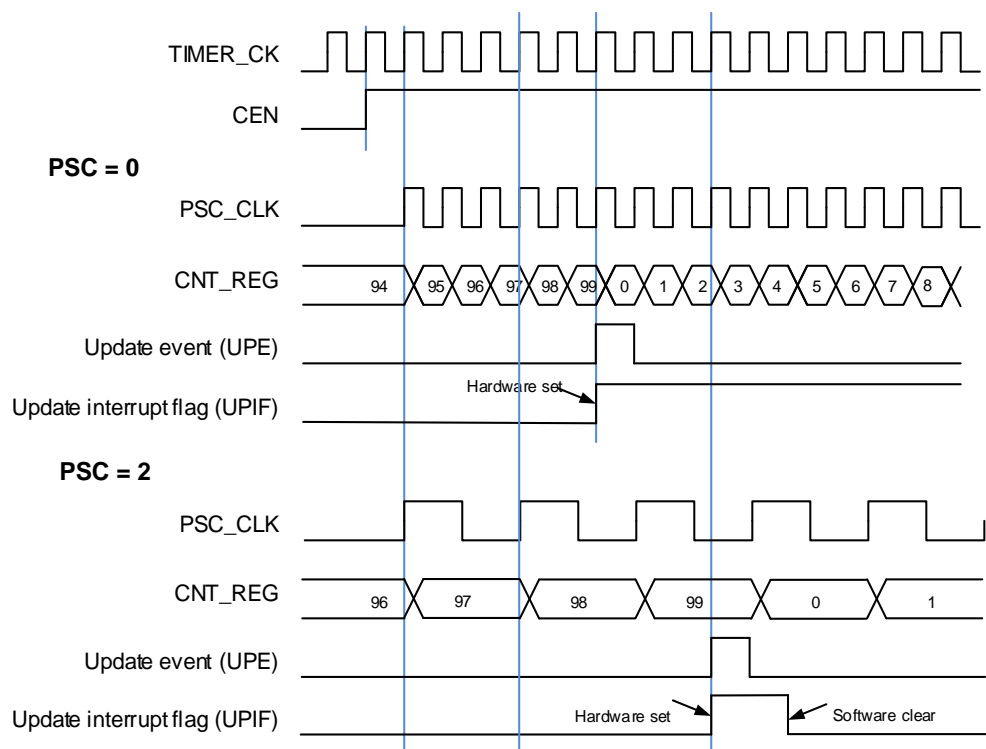 TIMER_CK
CEN
PSC = 0
PSC_CLK
CNT_REG 94 95 96 97 98 99 0 1 2 3 4 5 6 7 8
Update event (UPE)
Hardware set
Update interrupt flag (UPIF)
PSC = 2
PSC_CLK
CNT_REG 96 97 98 99 0 1
Update event (UPE)
Update interrupt flag (UPIF) Hardware set Software clear